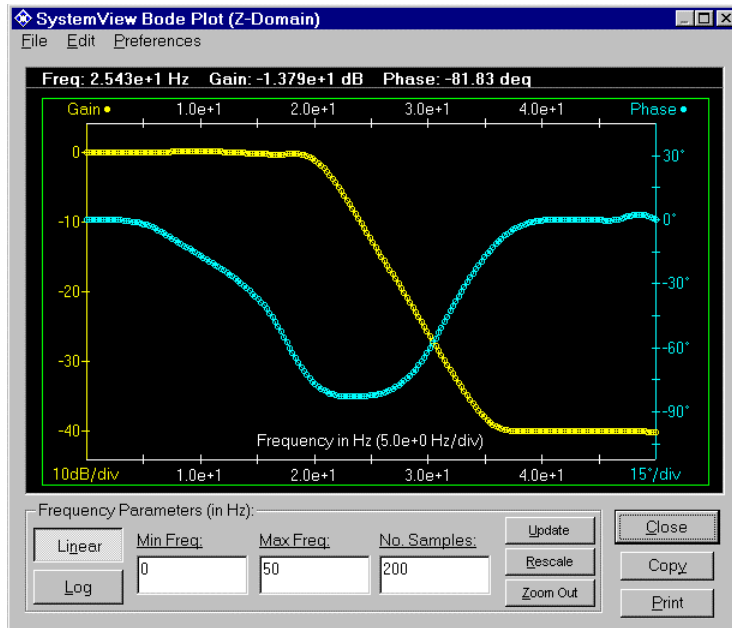 SystemView Bode Plot (Z-Domain)
File Edit Preferences
Freq: 2.543e+1 Hz Gain: -1.379e+1 dB Phase: -81.83 deq
Gain 1.0e+1 2.0e+1 3.0e+1 4.0e+1 Phase
0 30°
-10 0°
-20 -30°
-30 -60°
-40 -90°
Frequency in Hz (5.0e+0 Hz/div)
10dB/div 1.0e+1 2.0e+1 3.0e+1 4.0e+1 15°/div
Frequency Parameters (in Hz):
Linear Min Freq: Max Freq: No. Samples: Update Close
0 50 200 Rescale Copy
Log Zoom Out Print